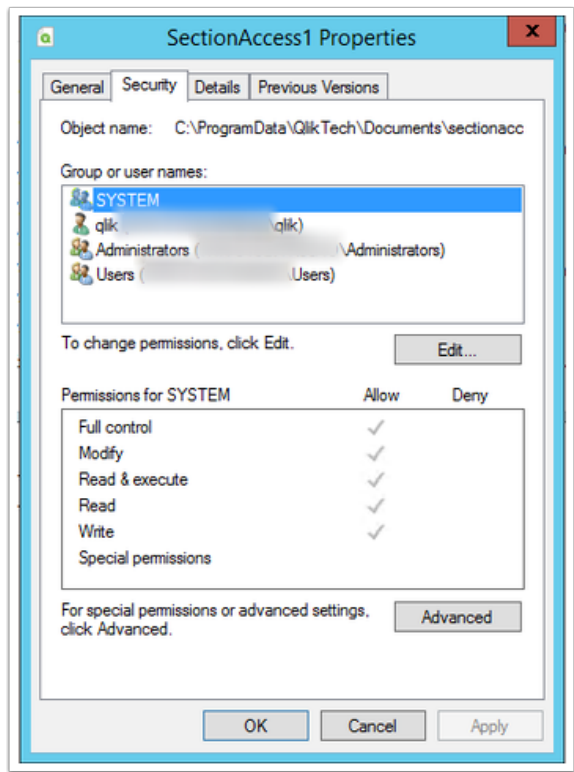 SectionAccess1 Properties
x
General Security Details Previous Versions
Object name: C:\ProgramData\QlikTech\Documents\sectionacc
Group or user names:
SYSTEM
qlik \qlik)
Administrators ( \Administrators)
Users ( \Users)
To change permissions, click Edit.
Edit...
Permissions for SYSTEM Allow Deny
Full control
Modify
Read & execute
Read
Write
Special permissions
For special permissions or advanced settings,
click Advanced.
Advanced
OK Cancel Apply